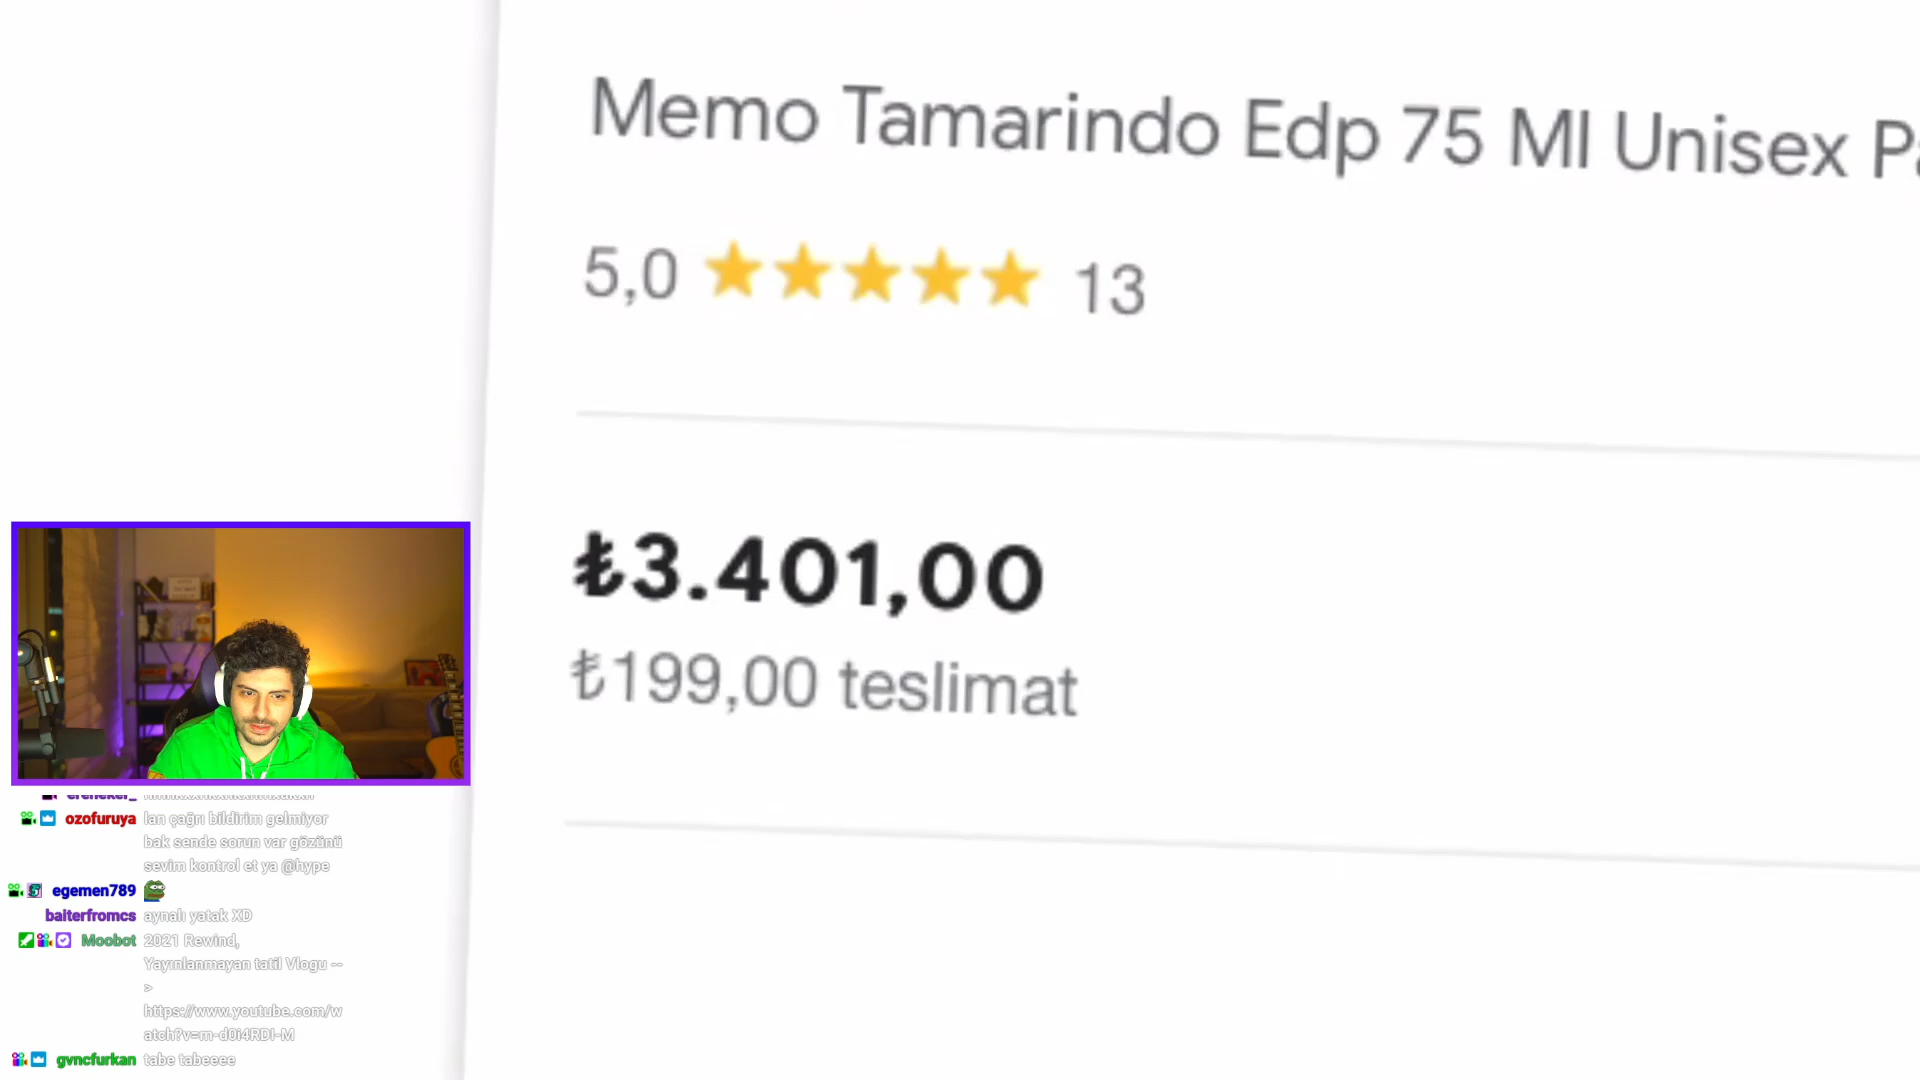 Memo Tamarindo Edp 75 Ml Unisex
5,0 13
₺3.401,00
₺199,00 teslimat
ozofuruya lan çağrı bildirim gelmiyor
bak sende sorun var gözünü
sevim kontrol et ya @hype
egemen789
baiterfromcs aynalı yatak XD
Moobot 2021 Rewind,
Yayınlanmayan tatil Vlogu --
>
https://www.youtube.com/w
atch?v=m-d0i4RDI-M
gvncfurkan tabe tabeeee